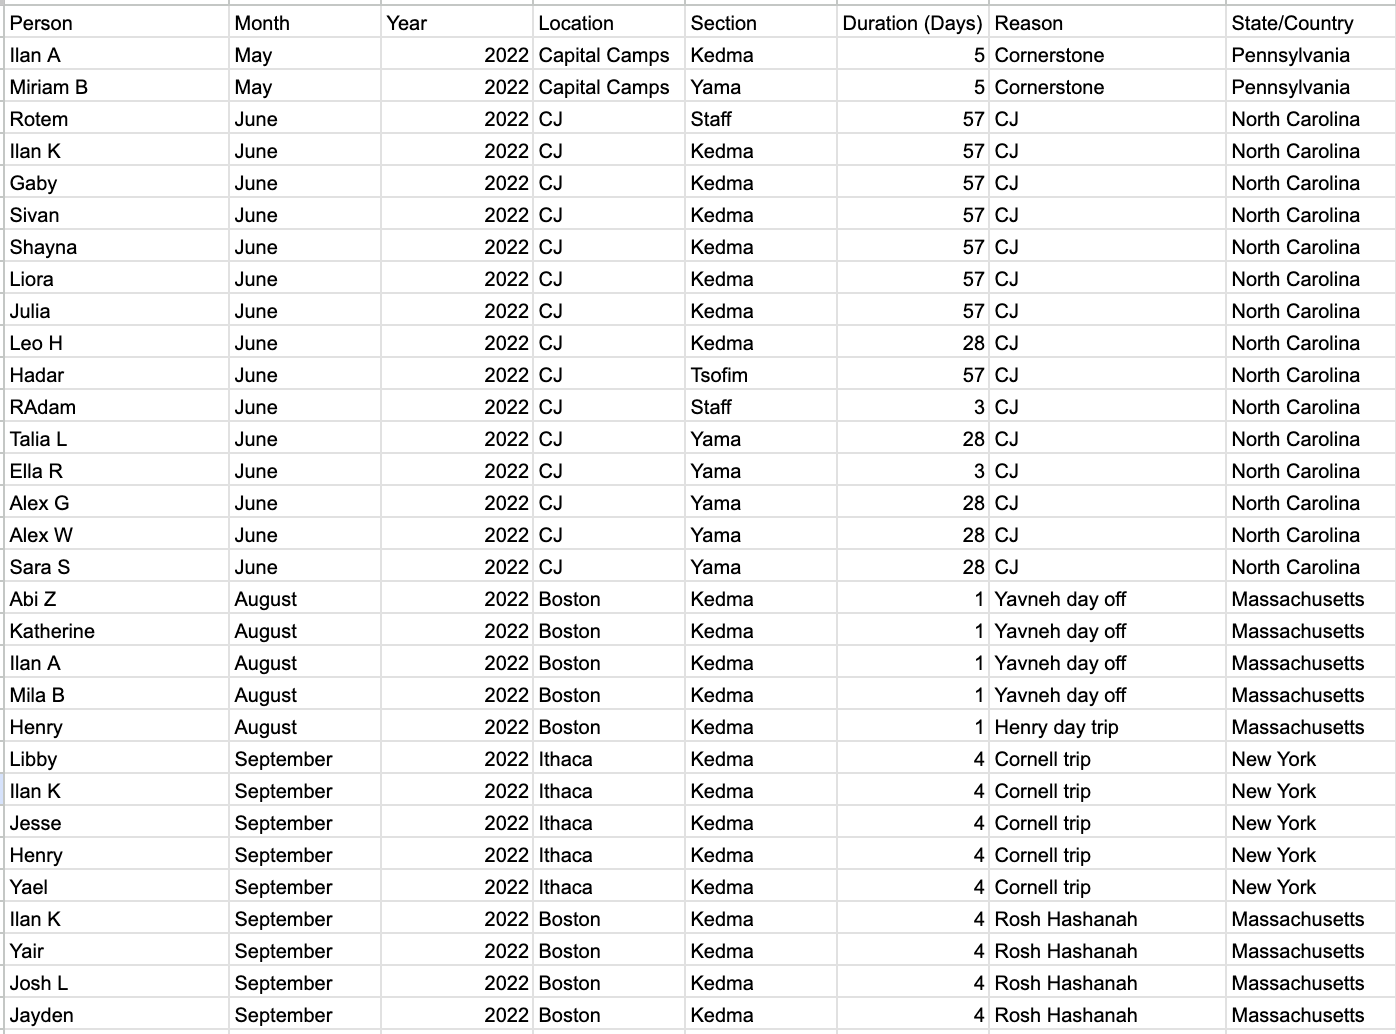 Person Month Year Location Section Duration (Days) Reason State/Country
Ilan A May 2022 Capital Camps Kedma 5 Cornerstone Pennsylvania
Miriam B May 2022 Capital Camps Yama 5 Cornerstone Pennsylvania
Rotem June 2022 CJ Staff 57 CJ North Carolina
Ilan K June 2022 CJ Kedma 57 CJ North Carolina
Gaby June 2022 CJ Kedma 57 CJ North Carolina
Sivan June 2022 CJ Kedma 57 CJ North Carolina
Shayna June 2022 CJ Kedma 57 CJ North Carolina
Liora June 2022 CJ Kedma 57 CJ North Carolina
Julia June 2022 CJ Kedma 57 CJ North Carolina
Leo H June 2022 CJ Kedma 28 CJ North Carolina
Hadar June 2022 CJ Tsofim 57 CJ North Carolina
RAdam June 2022 CJ Staff 3 CJ North Carolina
Talia L June 2022 CJ Yama 28 CJ North Carolina
Ella R June 2022 CJ Yama 3 CJ North Carolina
Alex G June 2022 CJ Yama 28 CJ North Carolina
Alex W June 2022 CJ Yama 28 CJ North Carolina
Sara S June 2022 CJ Yama 28 CJ North Carolina
Abi Z August 2022 Boston Kedma 1 Yavneh day off Massachusetts
Katherine August 2022 Boston Kedma 1 Yavneh day off Massachusetts
Ilan A August 2022 Boston Kedma 1 Yavneh day off Massachusetts
Mila B August 2022 Boston Kedma 1 Yavneh day off Massachusetts
Henry August 2022 Boston Kedma 1 Henry day trip Massachusetts
Libby September 2022 Ithaca Kedma 4 Cornell trip New York
Ilan K September 2022 Ithaca Kedma 4 Cornell trip New York
Jesse September 2022 Ithaca Kedma 4 Cornell trip New York
Henry September 2022 Ithaca Kedma 4 Cornell trip New York
Yael September 2022 Ithaca Kedma 4 Cornell trip New York
Ilan K September 2022 Boston Kedma 4 Rosh Hashanah Massachusetts
Yair September 2022 Boston Kedma 4 Rosh Hashanah Massachusetts
Josh L September 2022 Boston Kedma 4 Rosh Hashanah Massachusetts
Jayden September 2022 Boston Kedma 4 Rosh Hashanah Massachusetts